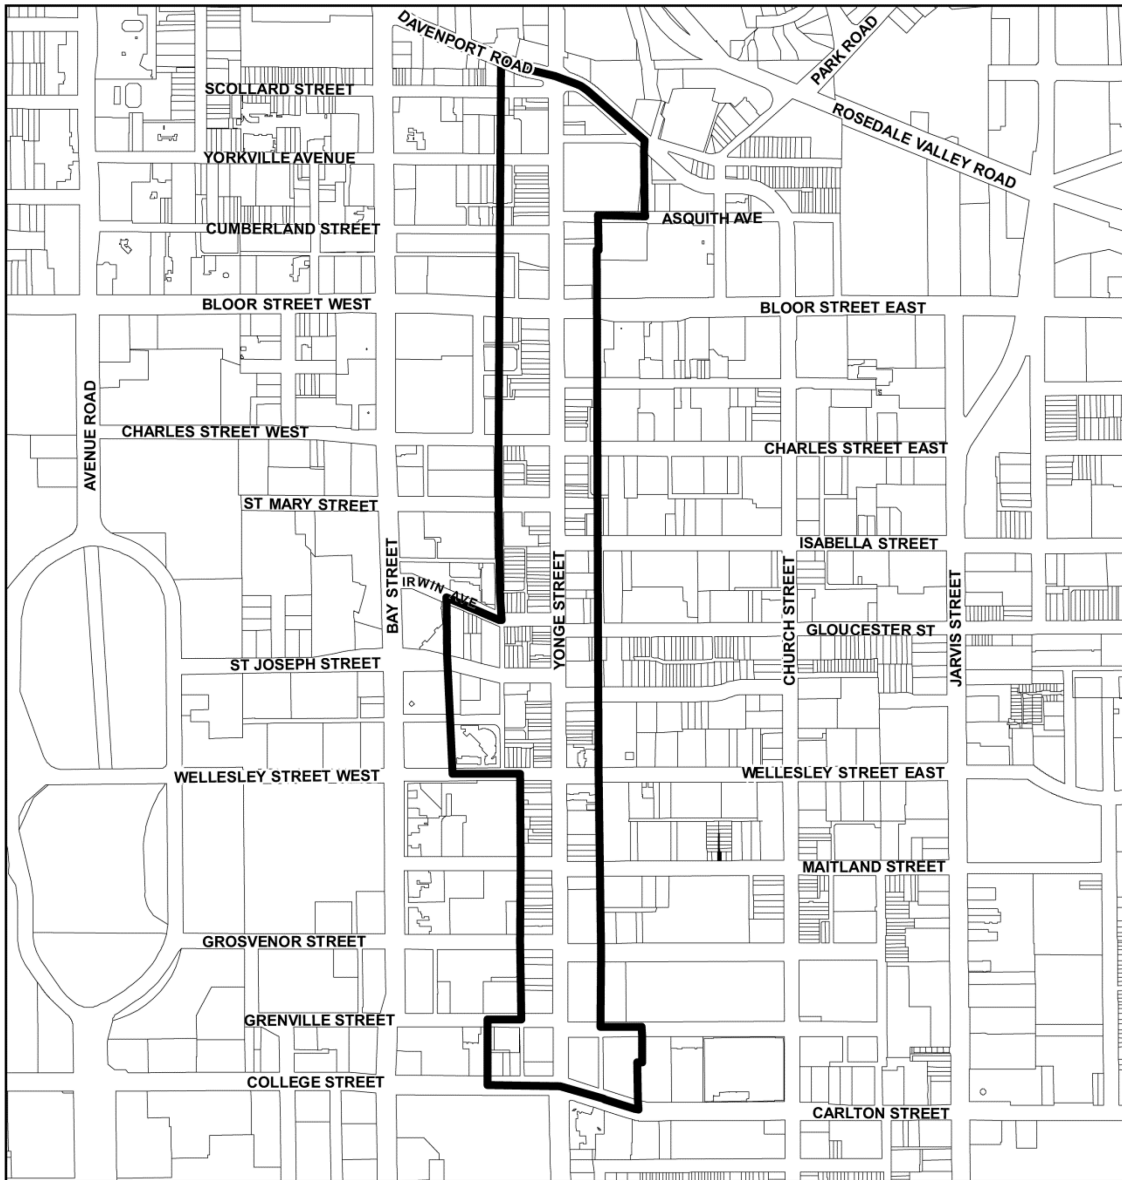 DAVENPORT ROAD
PARK ROAD
SCOLLARD STREET
ROSEDALE VALLEY ROAD
YORKVILLE AVENUE
ASQUITH AVE
CUMBERLAND STREET
BLOOR STREET WEST
BLOOR STREET EAST
AVENUE ROAD
CHARLES STREET WEST
CHARLES STREET EAST
ST MARY STREET
ISABELLA STREET
BAY STREET
IRWIN AVE
YONGE STREET
CHURCH STREET
JARVIS STREET
GLOUCESTER ST
ST JOSEPH STREET
WELLESLEY STREET WEST
WELLESLEY STREET EAST
MAITLAND STREET
GROSVENOR STREET
GRENVILLE STREET
COLLEGE STREET
CARLTON STREET